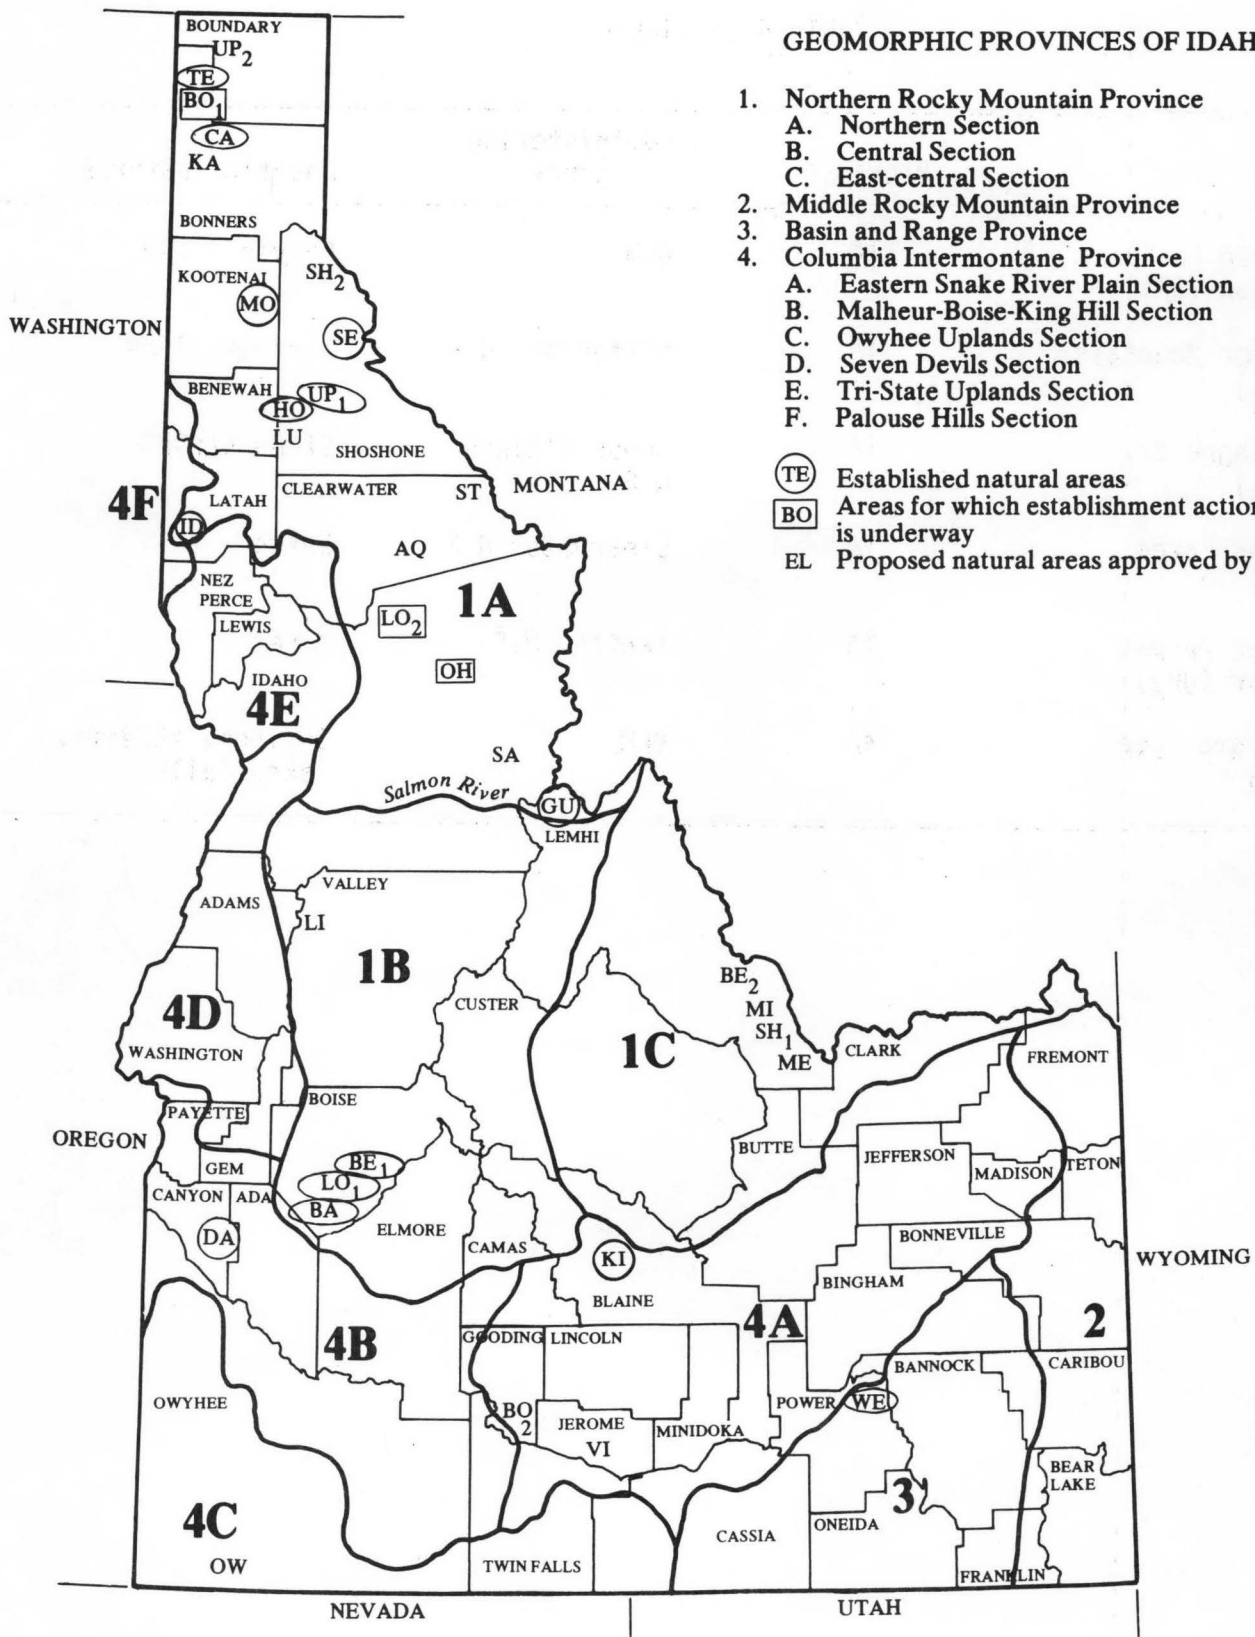 GEOMORPHIC PROVINCES OF IDAH
1. Northern Rocky Mountain Province
A. Northern Section
B. Central Section
C. East-central Section
2. Middle Rocky Mountain Province
3. Basin and Range Province
4. Columbia Intermontane Province
A. Eastern Snake River Plain Section
B. Malheur-Boise-King Hill Section
C. Owyhee Uplands Section
D. Seven Devils Section
E. Tri-State Uplands Section
F. Palouse Hills Section
TE Established natural areas
BO Areas for which establishment action
is underway
EL Proposed natural areas approved by
BOUNDARY
UP2
TE
BO1
CA
KA
BONNERS
KOOTENAI
SH2
MO
WASHINGTON
SE
BENEWAH
UP1
HO
LU
SHOSHONE
4F
LATAH
CLEARWATER
ST
MONTANA
ID
AQ
NEZ
PERCE
1A
LEWIS
LO2
OH
IDAHO
4E
SA
Salmon River
GU
LEMHI
VALLEY
ADAMS
LI
1B
BE2
CUSTER
MI
4D
SH1
1C
WASHINGTON
ME
CLARK
FREMONT
PAYETTE
BOISE
OREGON
BUTTE
JEFFERSON
GEM
BE1
MADISON
TETON
CANYON
ADA
LO1
BA
DA
ELMORE
CAMAS
BONNEVILLE
KI
WYOMING
BINGHAM
BLAINE
4B
GOODING
LINCOLN
4A
2
BANNOCK
CARIBOU
OWYHEE
POWER
WE
BO2
JEROME
MINIDOKA
VI
BEAR
LAKE
3
4C
CASSIA
ONEIDA
OW
TWIN FALLS
FRANKLIN
NEVADA
UTAH